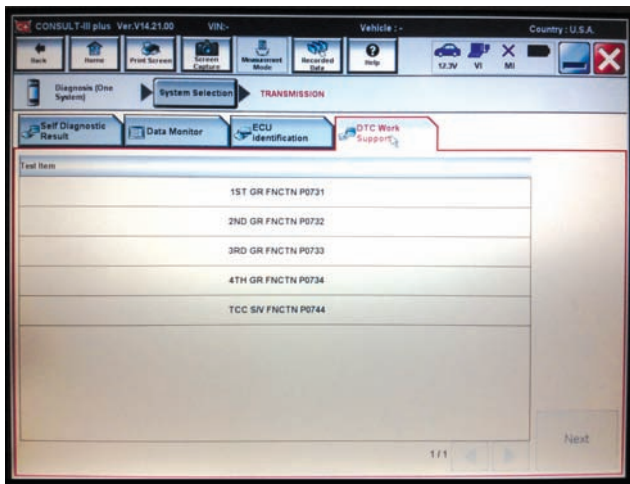 CONSULT-III plus Ver.V14.21.00 VIN:- Vehicle : - Country : U.S.A.
Back Home Print Screen Screen Capture Measurement Mode Recorded Data Help 12.3V VI MI
Diagnosis (One System) System Selection TRANSMISSION
Self Diagnostic Result Data Monitor ECU Identification DTC Work Support
Test Item
1ST GR FNCTN P0731
2ND GR FNCTN P0732
3RD GR FNCTN P0733
4TH GR FNCTN P0734
TCC S/V FNCTN P0744
1/1 Next